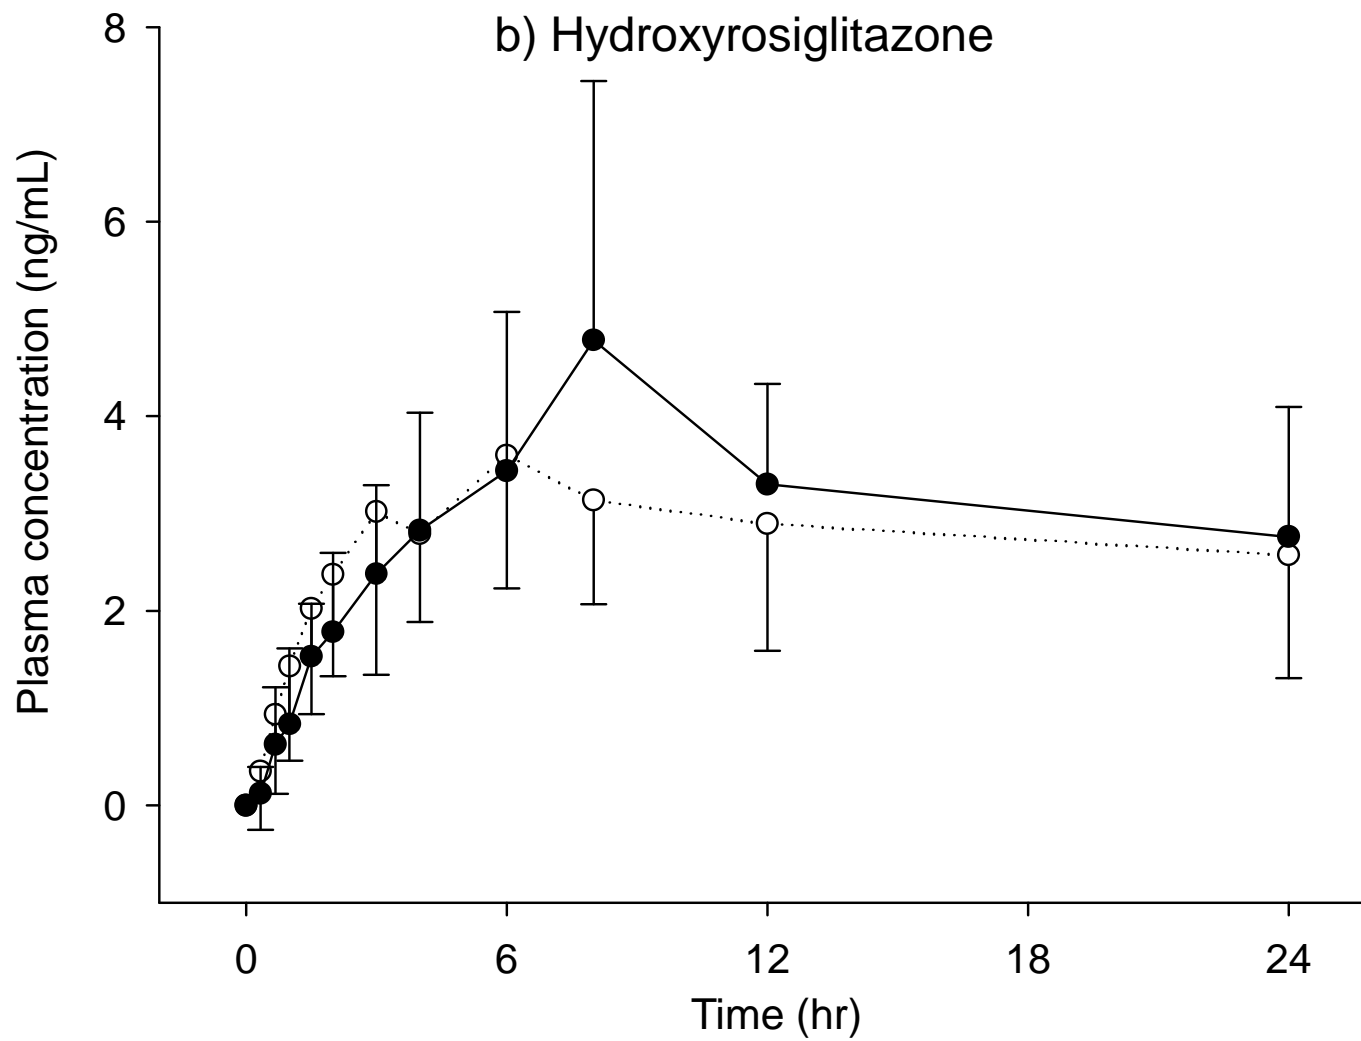 b) Hydroxyrosiglitazone
Plasma concentration (ng/mL)
8
6
4
2
0
0 6 12 18 24
Time (hr)